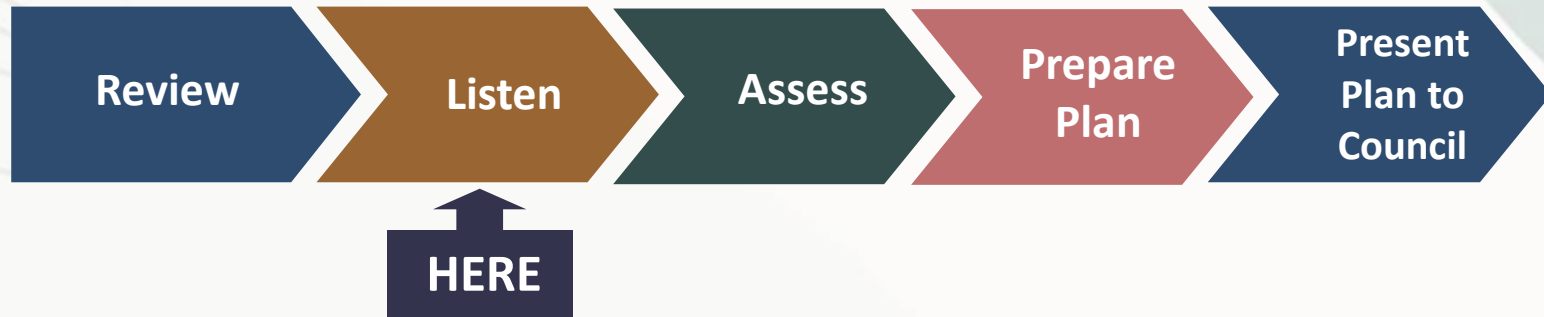 Review
Listen
Assess
Prepare
Plan
Present
Plan to
Council
HERE